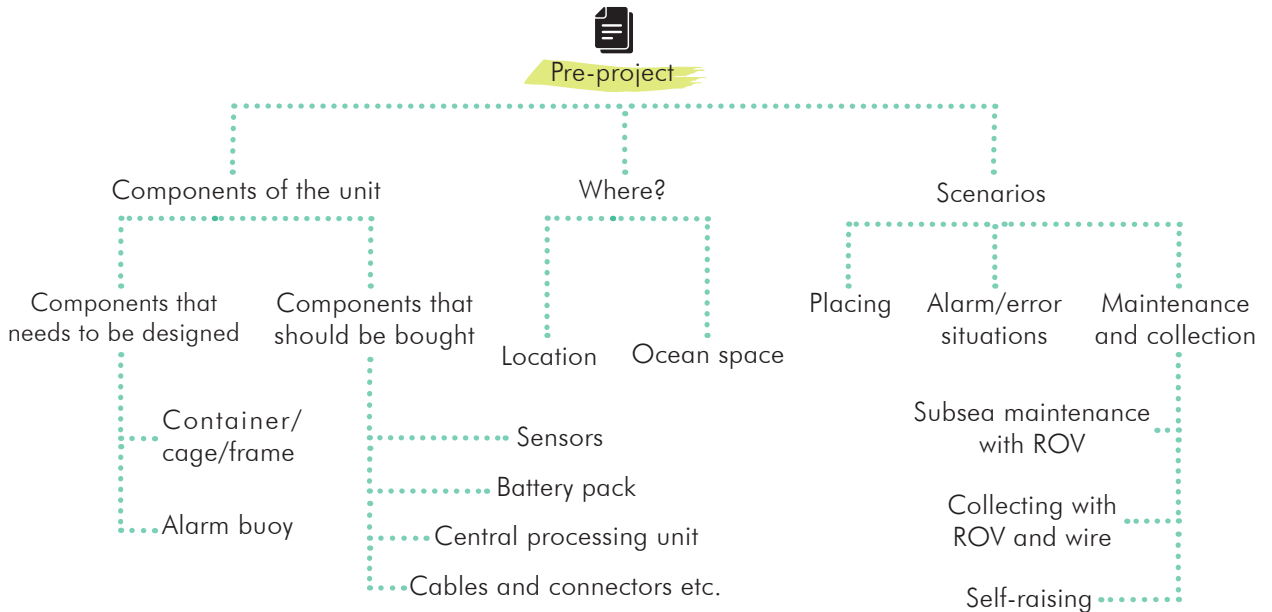 Pre-project
Components of the unit
Where?
Scenarios
Components that
needs to be designed
Components that
should be bought
Location
Ocean space
Placing
Alarm/error
situations
Maintenance
and collection
Container/
cage/frame
Alarm buoy
Sensors
Battery pack
Central processing unit
Cables and connectors etc.
Subsea maintenance
with ROV
Collecting with
ROV and wire
Self-raising